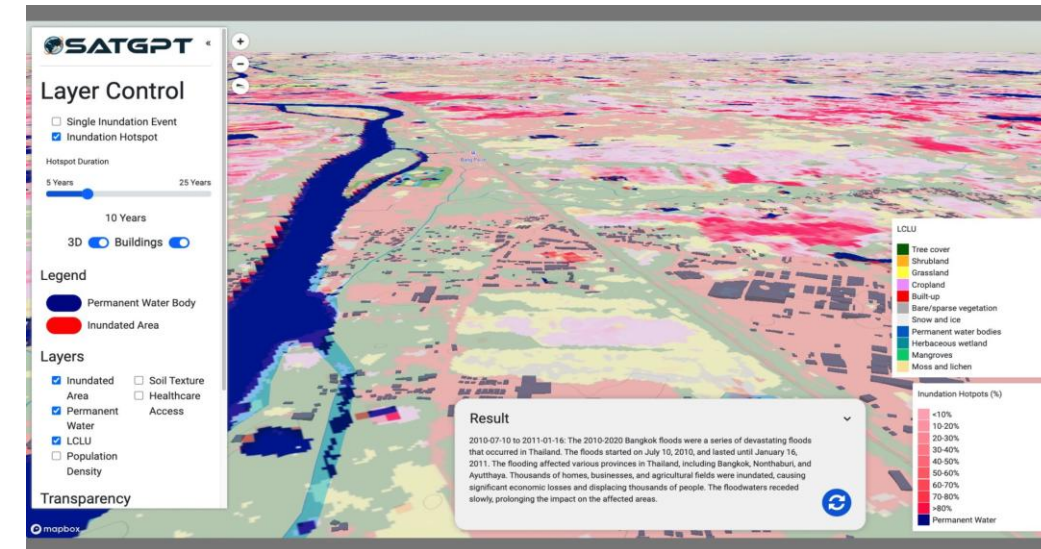 SATGPT
«
Layer Control
Single Inundation Event
Inundation Hotspot
Hotspot Duration
5 Years 25 Years
10 Years
3D Buildings
Legend
Permanent Water Body
Inundated Area
Layers
Inundated Area
Permanent Water
LCLU
Population Density
Soil Texture
Healthcare Access
Transparency
mapbox
LCLU
Tree cover
Shrubland
Grassland
Cropland
Built-up
Bare/sparse vegetation
Snow and ice
Permanent water bodies
Herbaceous wetland
Mangroves
Moss and lichen
Inundation Hotpots (%)
<10%
10-20%
20-30%
30-40%
40-50%
50-60%
60-70%
70-80%
>80%
Permanent Water
Result
2010-07-10 to 2011-01-16: The 2010-2020 Bangkok floods were a series of devastating floods
that occurred in Thailand. The floods started on July 10, 2010, and lasted until January 16,
2011. The flooding affected various provinces in Thailand, including Bangkok, Nonthaburi, and
Ayutthaya. Thousands of homes, businesses, and agricultural fields were inundated, causing
significant economic losses and displacing thousands of people. The floodwaters receded
slowly, prolonging the impact on the affected areas.